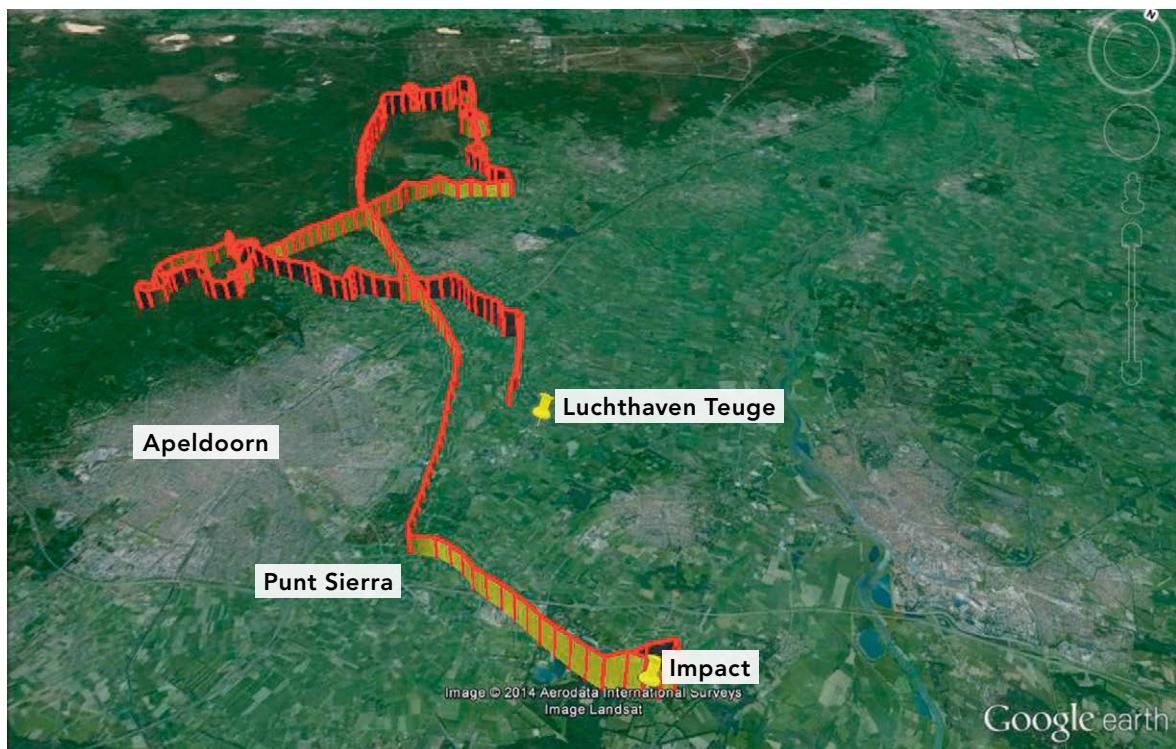 N
Luchthaven Teuge
Apeldoorn
Punt Sierra
Impact
Image © 2014 Aerodata International Surveys
Image Landsat
Google earth